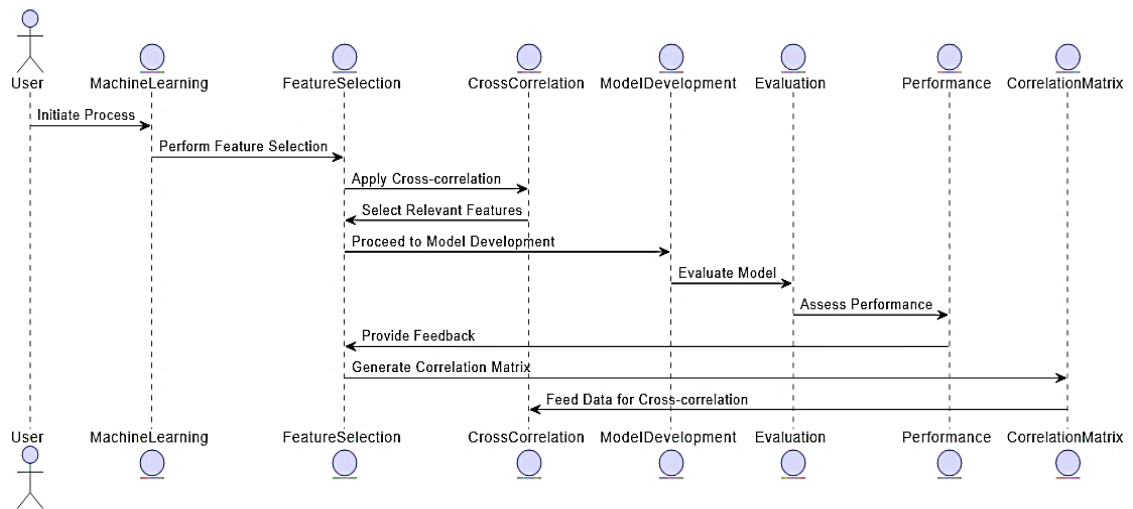 User MachineLearning FeatureSelection CrossCorrelation ModelDevelopment Evaluation Performance CorrelationMatrix
Initiate Process
Perform Feature Selection
Apply Cross-correlation
Select Relevant Features
Proceed to Model Development
Evaluate Model
Assess Performance
Provide Feedback
Generate Correlation Matrix
Feed Data for Cross-correlation
User MachineLearning FeatureSelection CrossCorrelation ModelDevelopment Evaluation Performance CorrelationMatrix